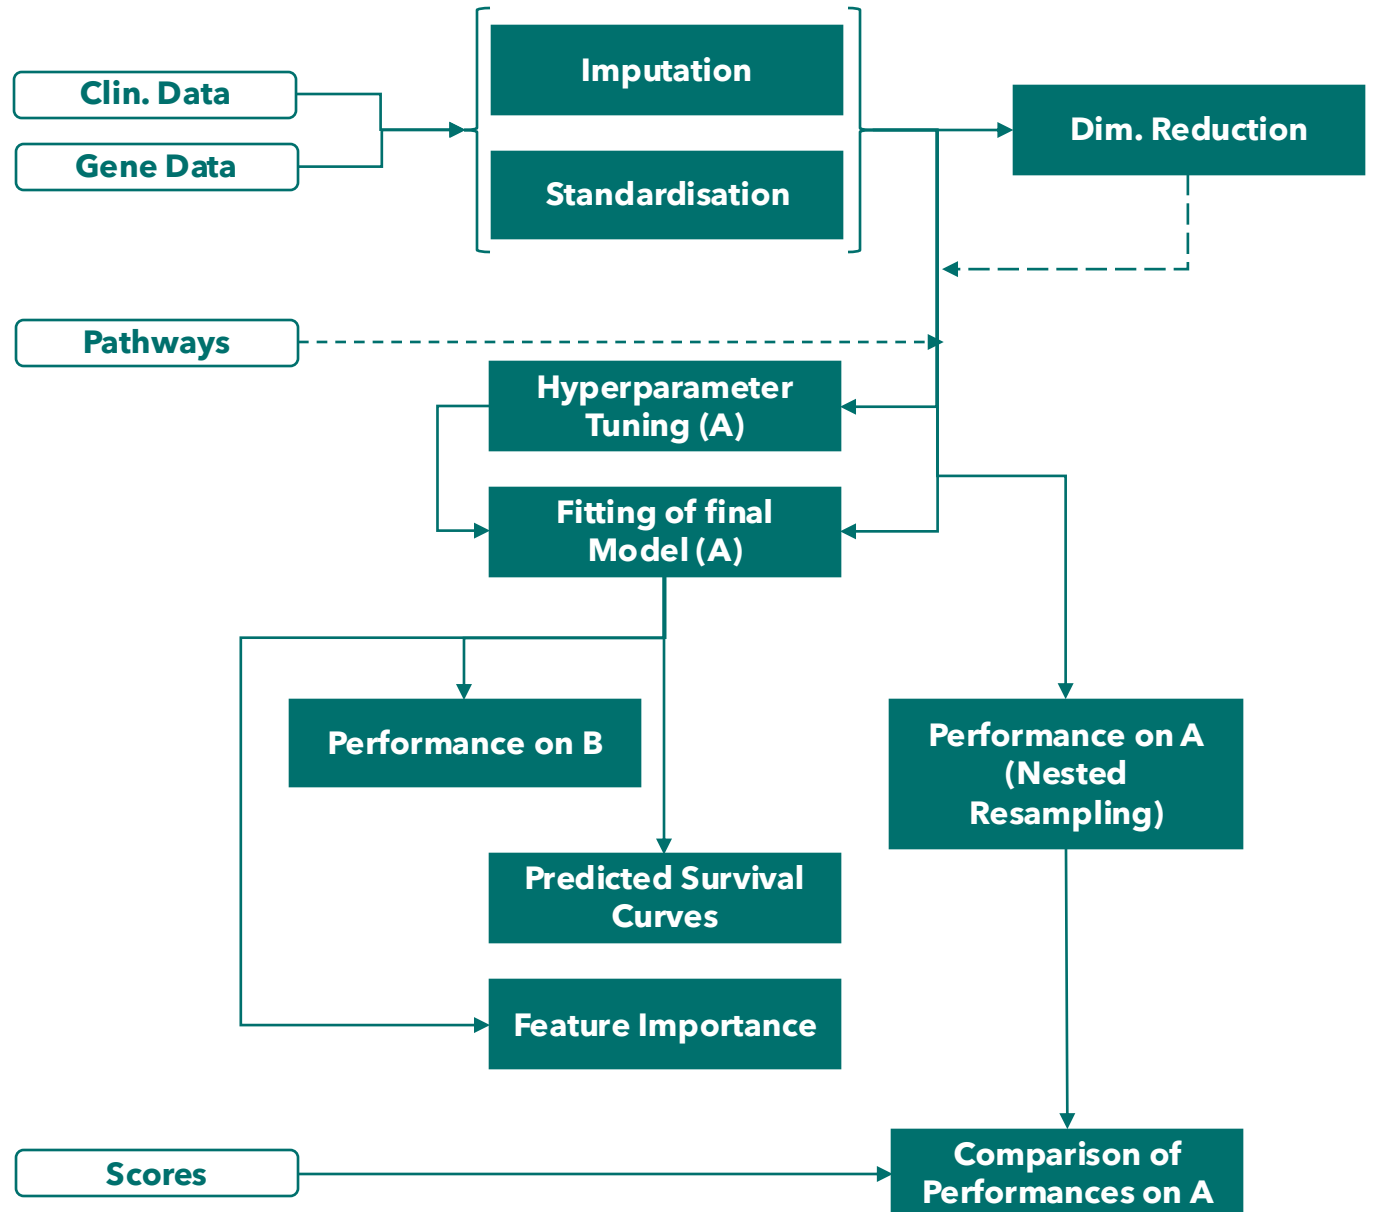 Imputation
Clin. Data
Dim. Reduction
Gene Data
Standardisation
Pathways
Hyperparameter
Tuning (A)
Fitting of final
Model (A)
Performance on B
Performance on A
(Nested
Resampling)
Predicted Survival
Curves
Feature Importance
Scores
Comparison of
Performances on A